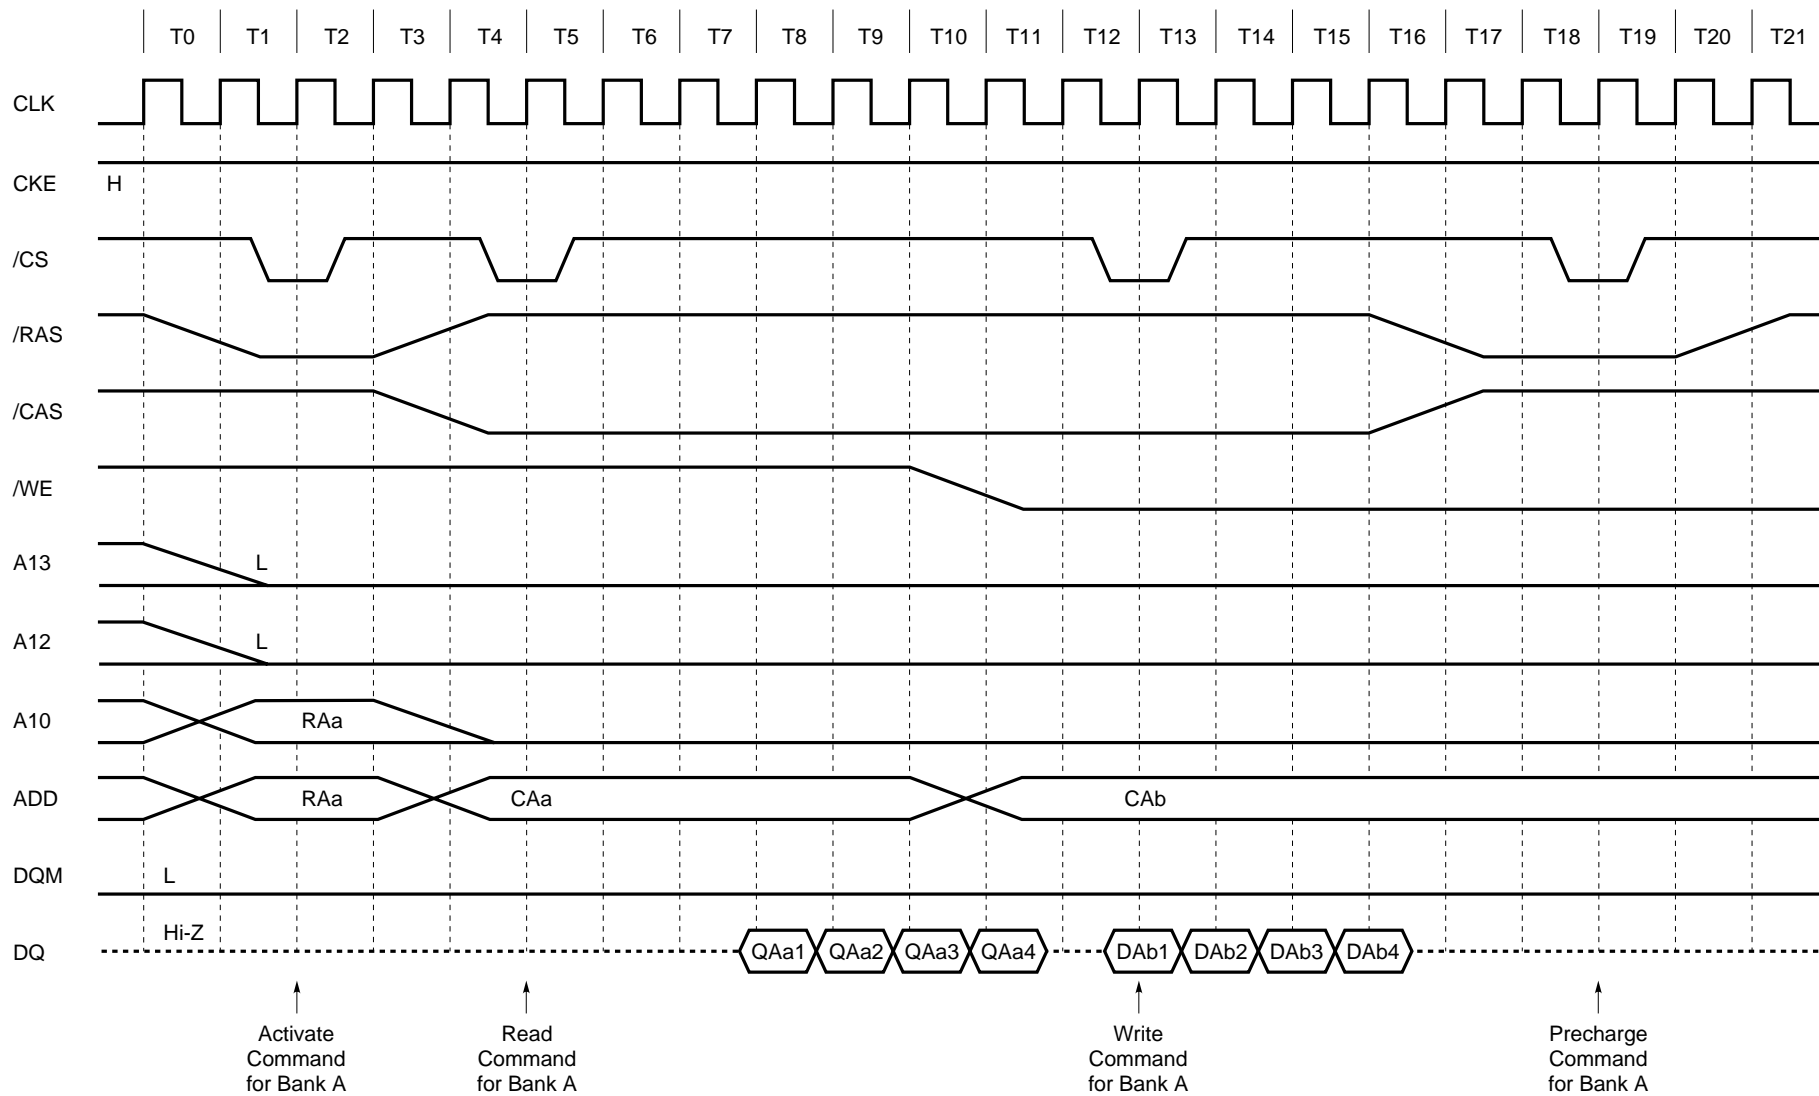 T0 T1 T2 T3 T4 T5 T6 T7 T8 T9 T10 T11 T12 T13 T14 T15 T16 T17 T18 T19 T20 T21
CLK
CKE H
/CS
/RAS
/CAS
/WE
A13 L
A12 L
A10 RAa
ADD RAa CAa CAb
DQM L
Hi-Z
DQ QAa1 QAa2 QAa3 QAa4 DAb1 DAb2 DAb3 DAb4
Activate Read Write Precharge
Command Command Command Command
for Bank A for Bank A for Bank A for Bank A